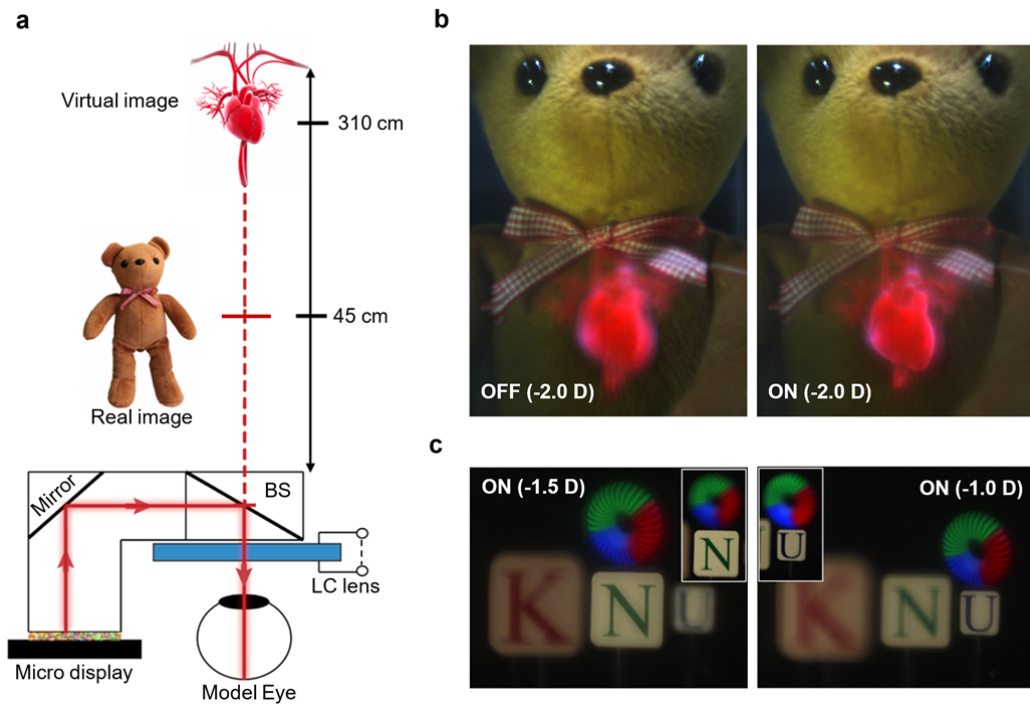 a
Virtual image
310 cm
45 cm
Real image
Mirror
BS
LC lens
Micro display
Model Eye
b
OFF (-2.0 D)
ON (-2.0 D)
c
ON (-1.5 D)
N
K N U
U
ON (-1.0 D)
K N U